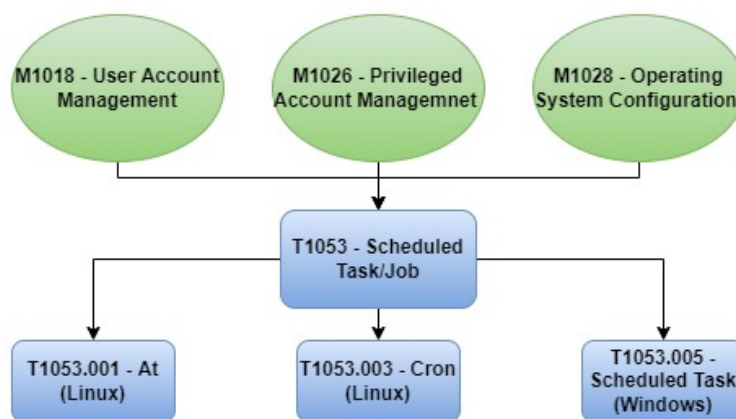 M1018 - User Account
Management
M1026 - Privileged
Account Managemnet
M1028 - Operating
System Configuration
T1053 - Scheduled
Task/Job
T1053.001 - At
(Linux)
T1053.003 - Cron
(Linux)
T1053.005 -
Scheduled Task
(Windows)